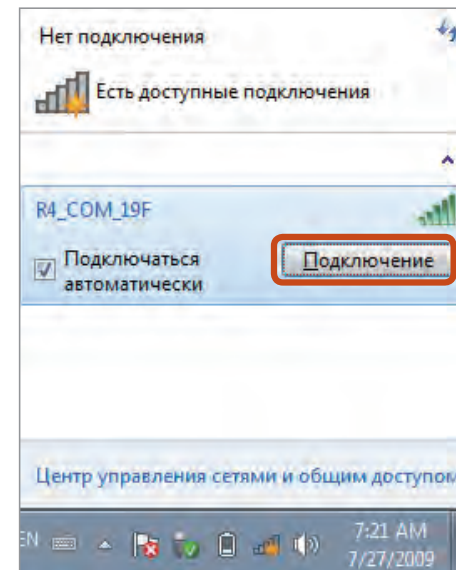 Нет подключения
Есть доступные подключения
R4_COM_19F
Подключаться
автоматически
Подключение
Центр управления сетями и общим доступом
EN
7:21 AM
7/27/2009